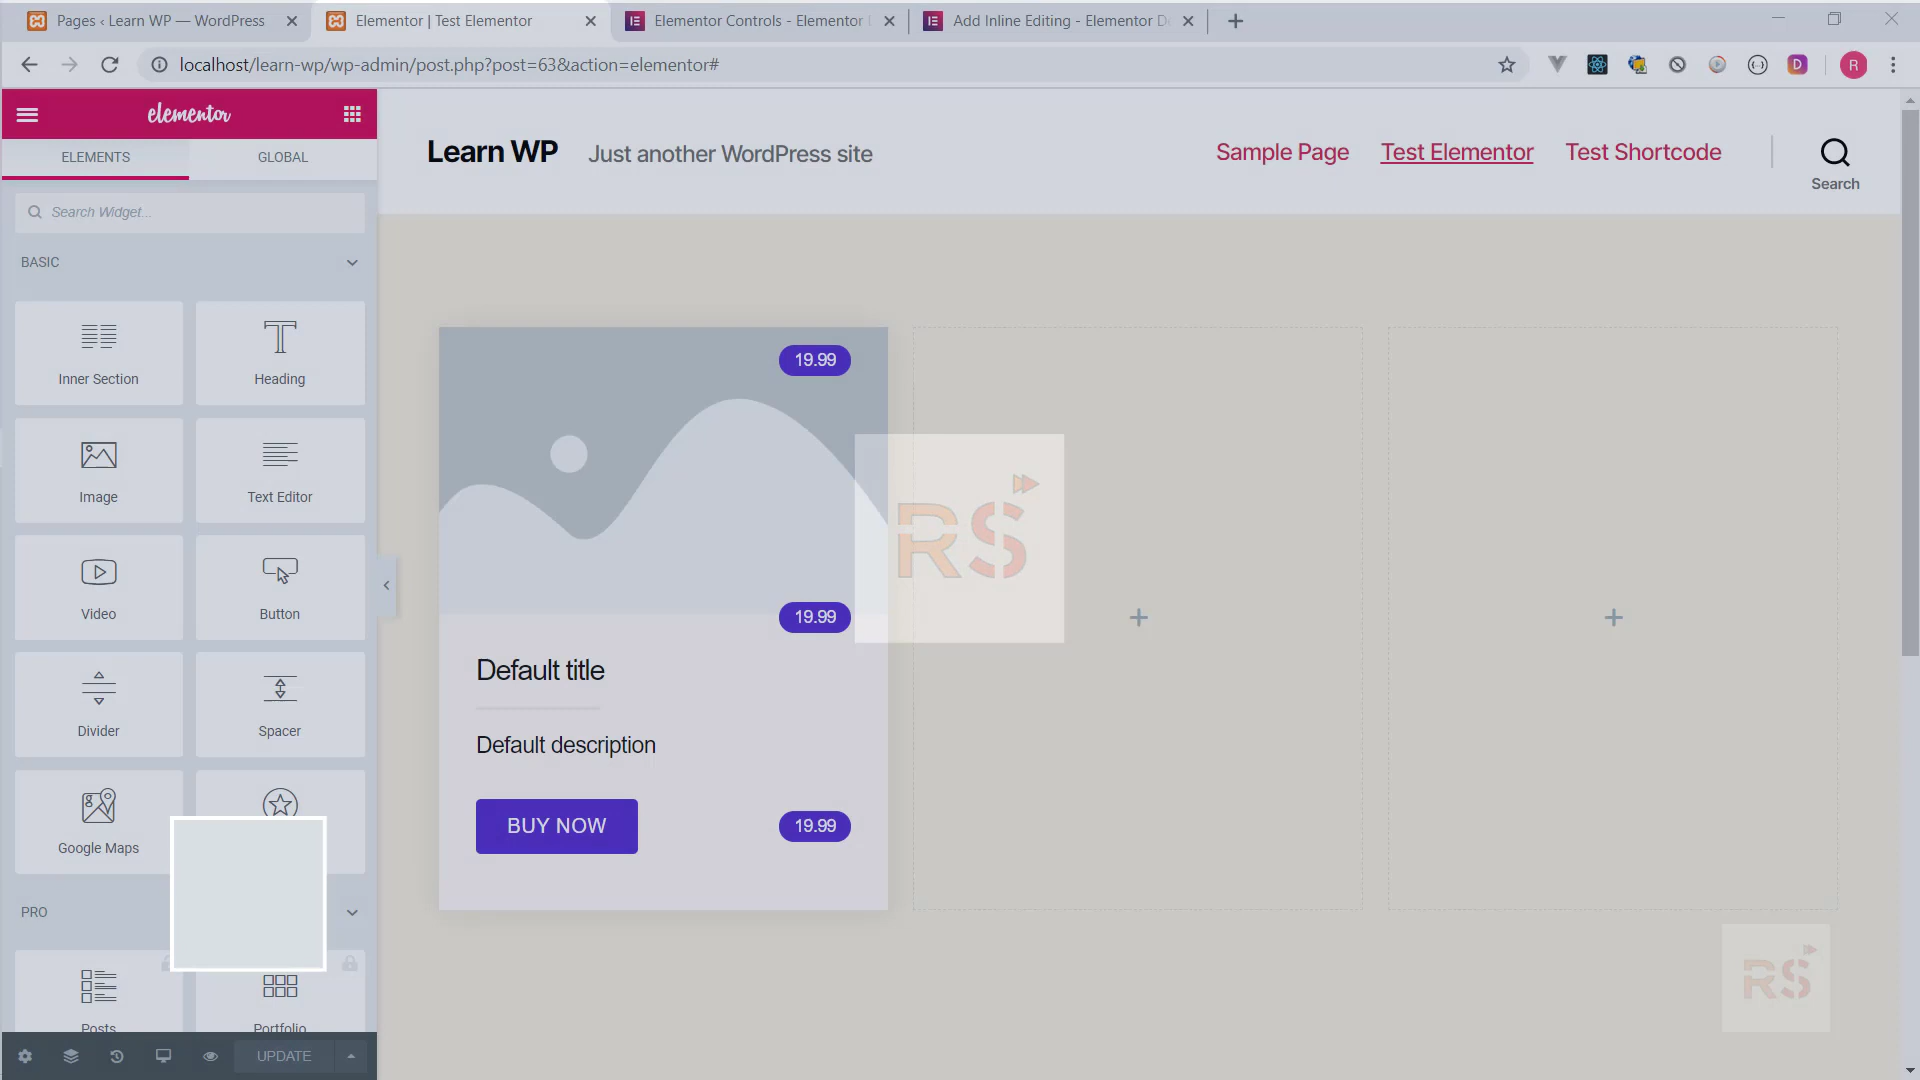 Pages ‹ Learn WP — WordPress
Elementor | Test Elementor
Elementor Controls - Elementor D
Add Inline Editing - Elementor De
localhost/learn-wp/wp-admin/post.php?post=63&action=elementor#
D
R
elementor
ELEMENTS
GLOBAL
Search Widget...
BASIC
Inner Section
Heading
Image
Text Editor
Video
Button
Divider
Spacer
Google Maps
PRO
Posts
Portfolio
UPDATE
Learn WP
Just another WordPress site
Sample Page
Test Elementor
Test Shortcode
Search
19.99
19.99
Default title
Default description
BUY NOW
19.99
RS
RS